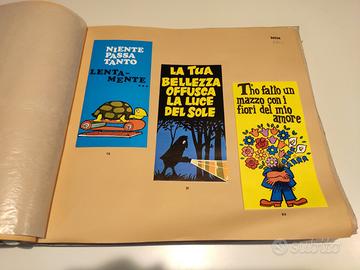 NIENTE
PASSA
TANTO
LENTA-
MENTE
...
LA TUA
BELLEZZA
OFFUSCA
LA LUCE
DEL SOLE
T'ho fatto un
mazzo con i
fiori del mio
amore
subito